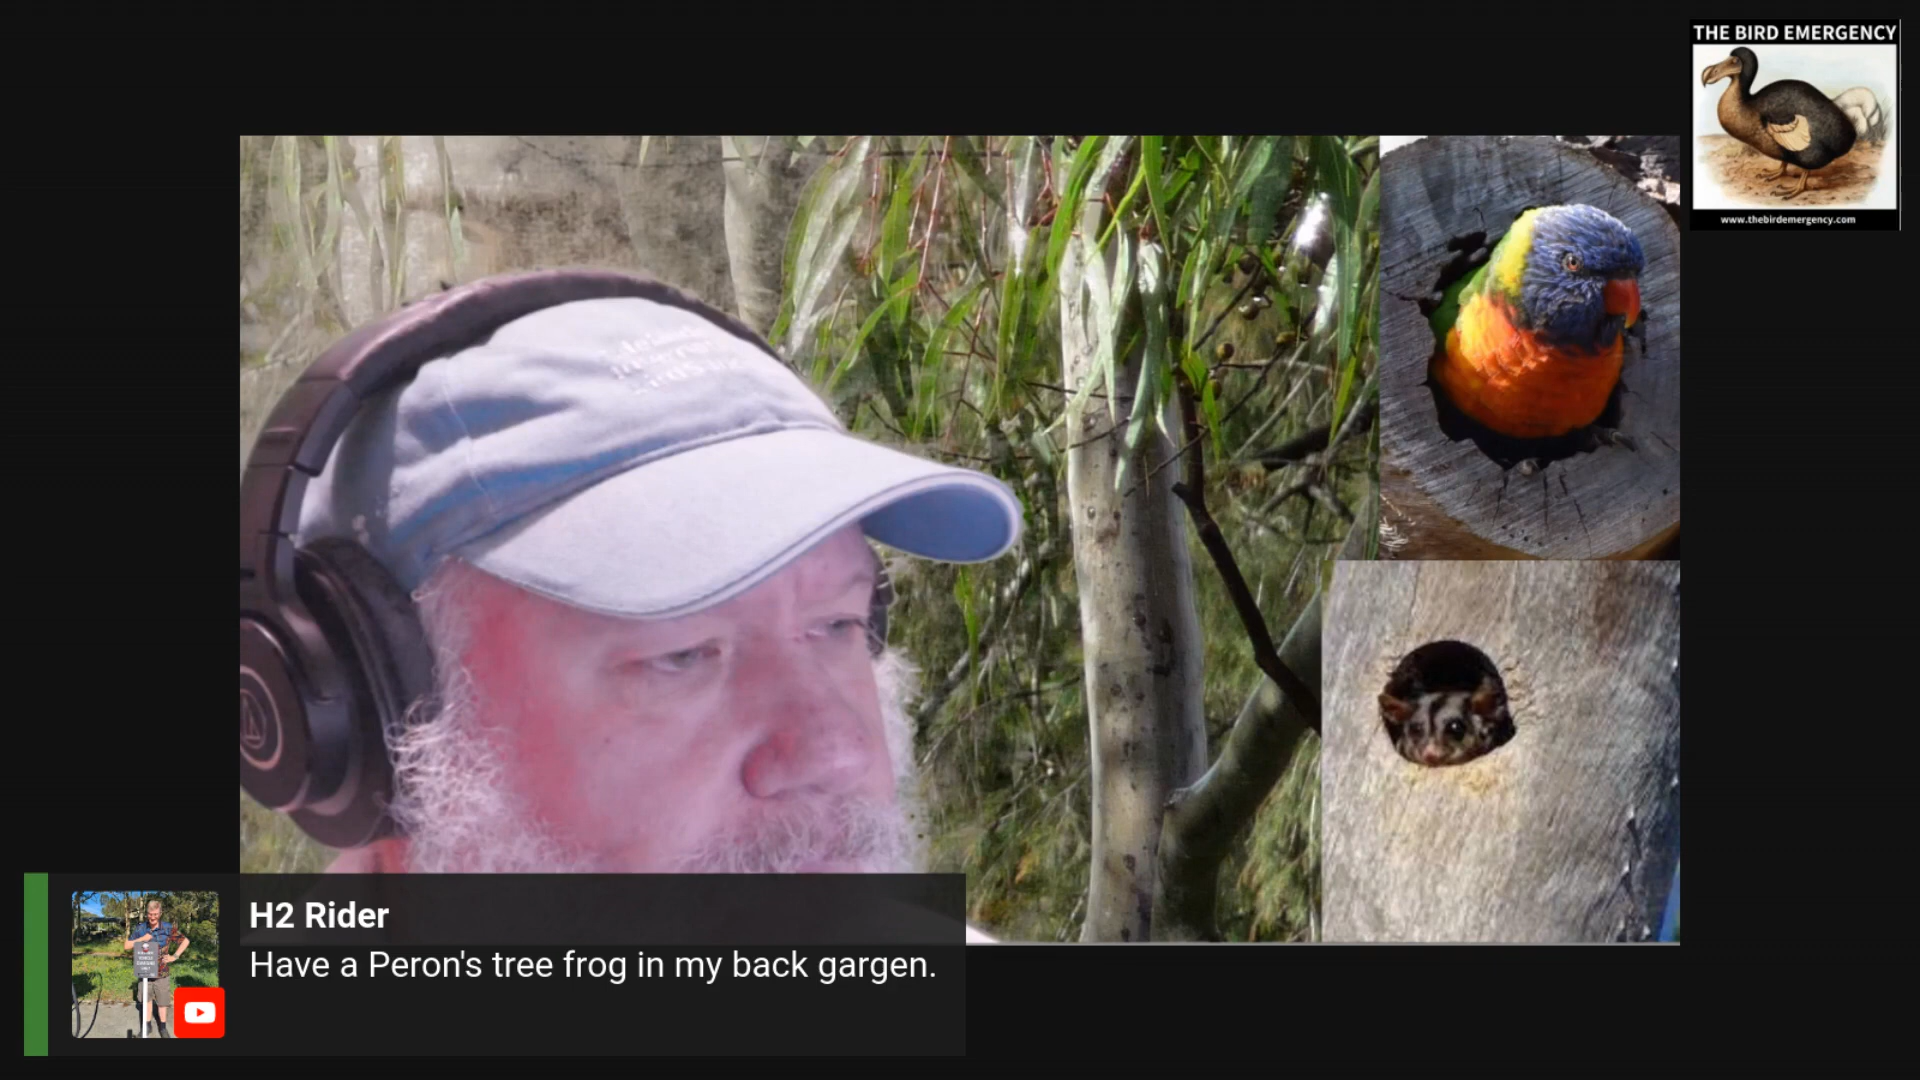 THE BIRD EMERGENCY
www.thebirdemergency.com
H2 Rider
Have a Peron's tree frog in my back gargen.